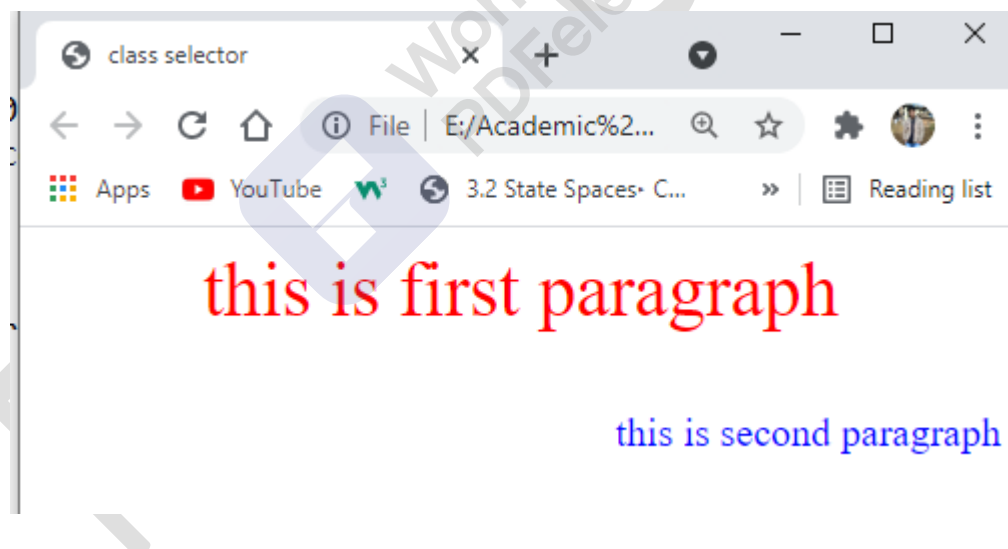 class selector
File | E:/Academic%2...
Apps YouTube W3 3.2 State Spaces• C... » Reading list
this is first paragraph
this is second paragraph